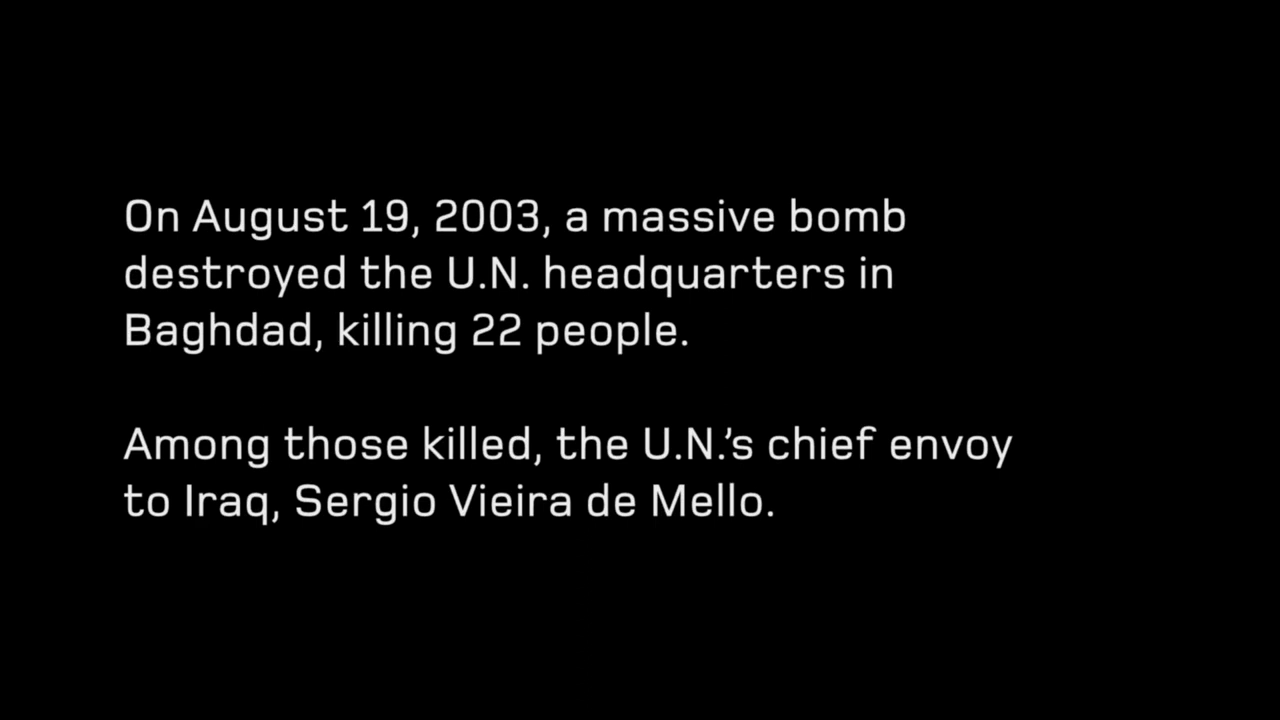 On August 19, 2003, a massive bomb
destroyed the U.N. headquarters in
Baghdad, killing 22 people.
Among those killed, the U.N.’s chief envoy
to Iraq, Sergio Vieira de Mello.